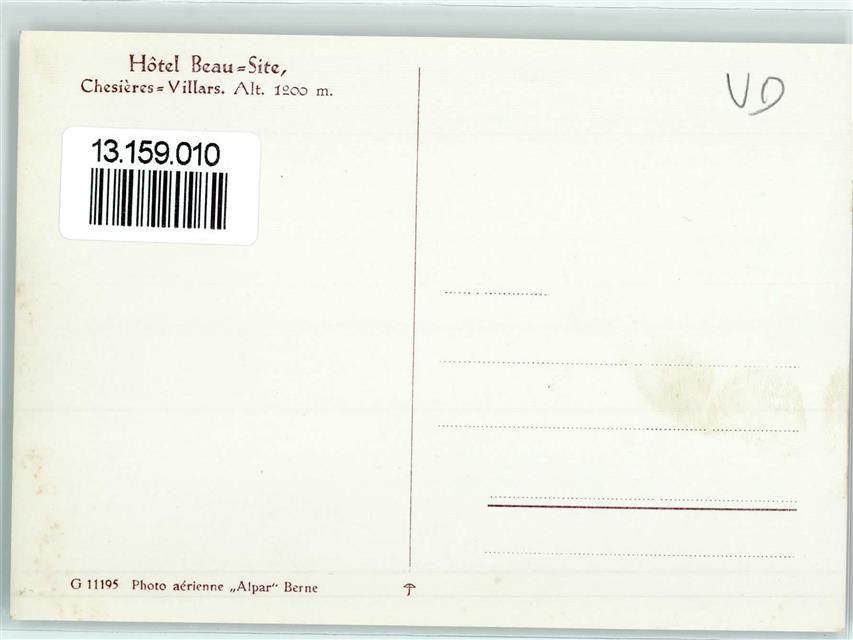 Hôtel Beau=Site,
Chesières=Villars. Alt. 1200 m.
VD
13.159.010
G 11195 Photo aérienne „Alpar“ Berne